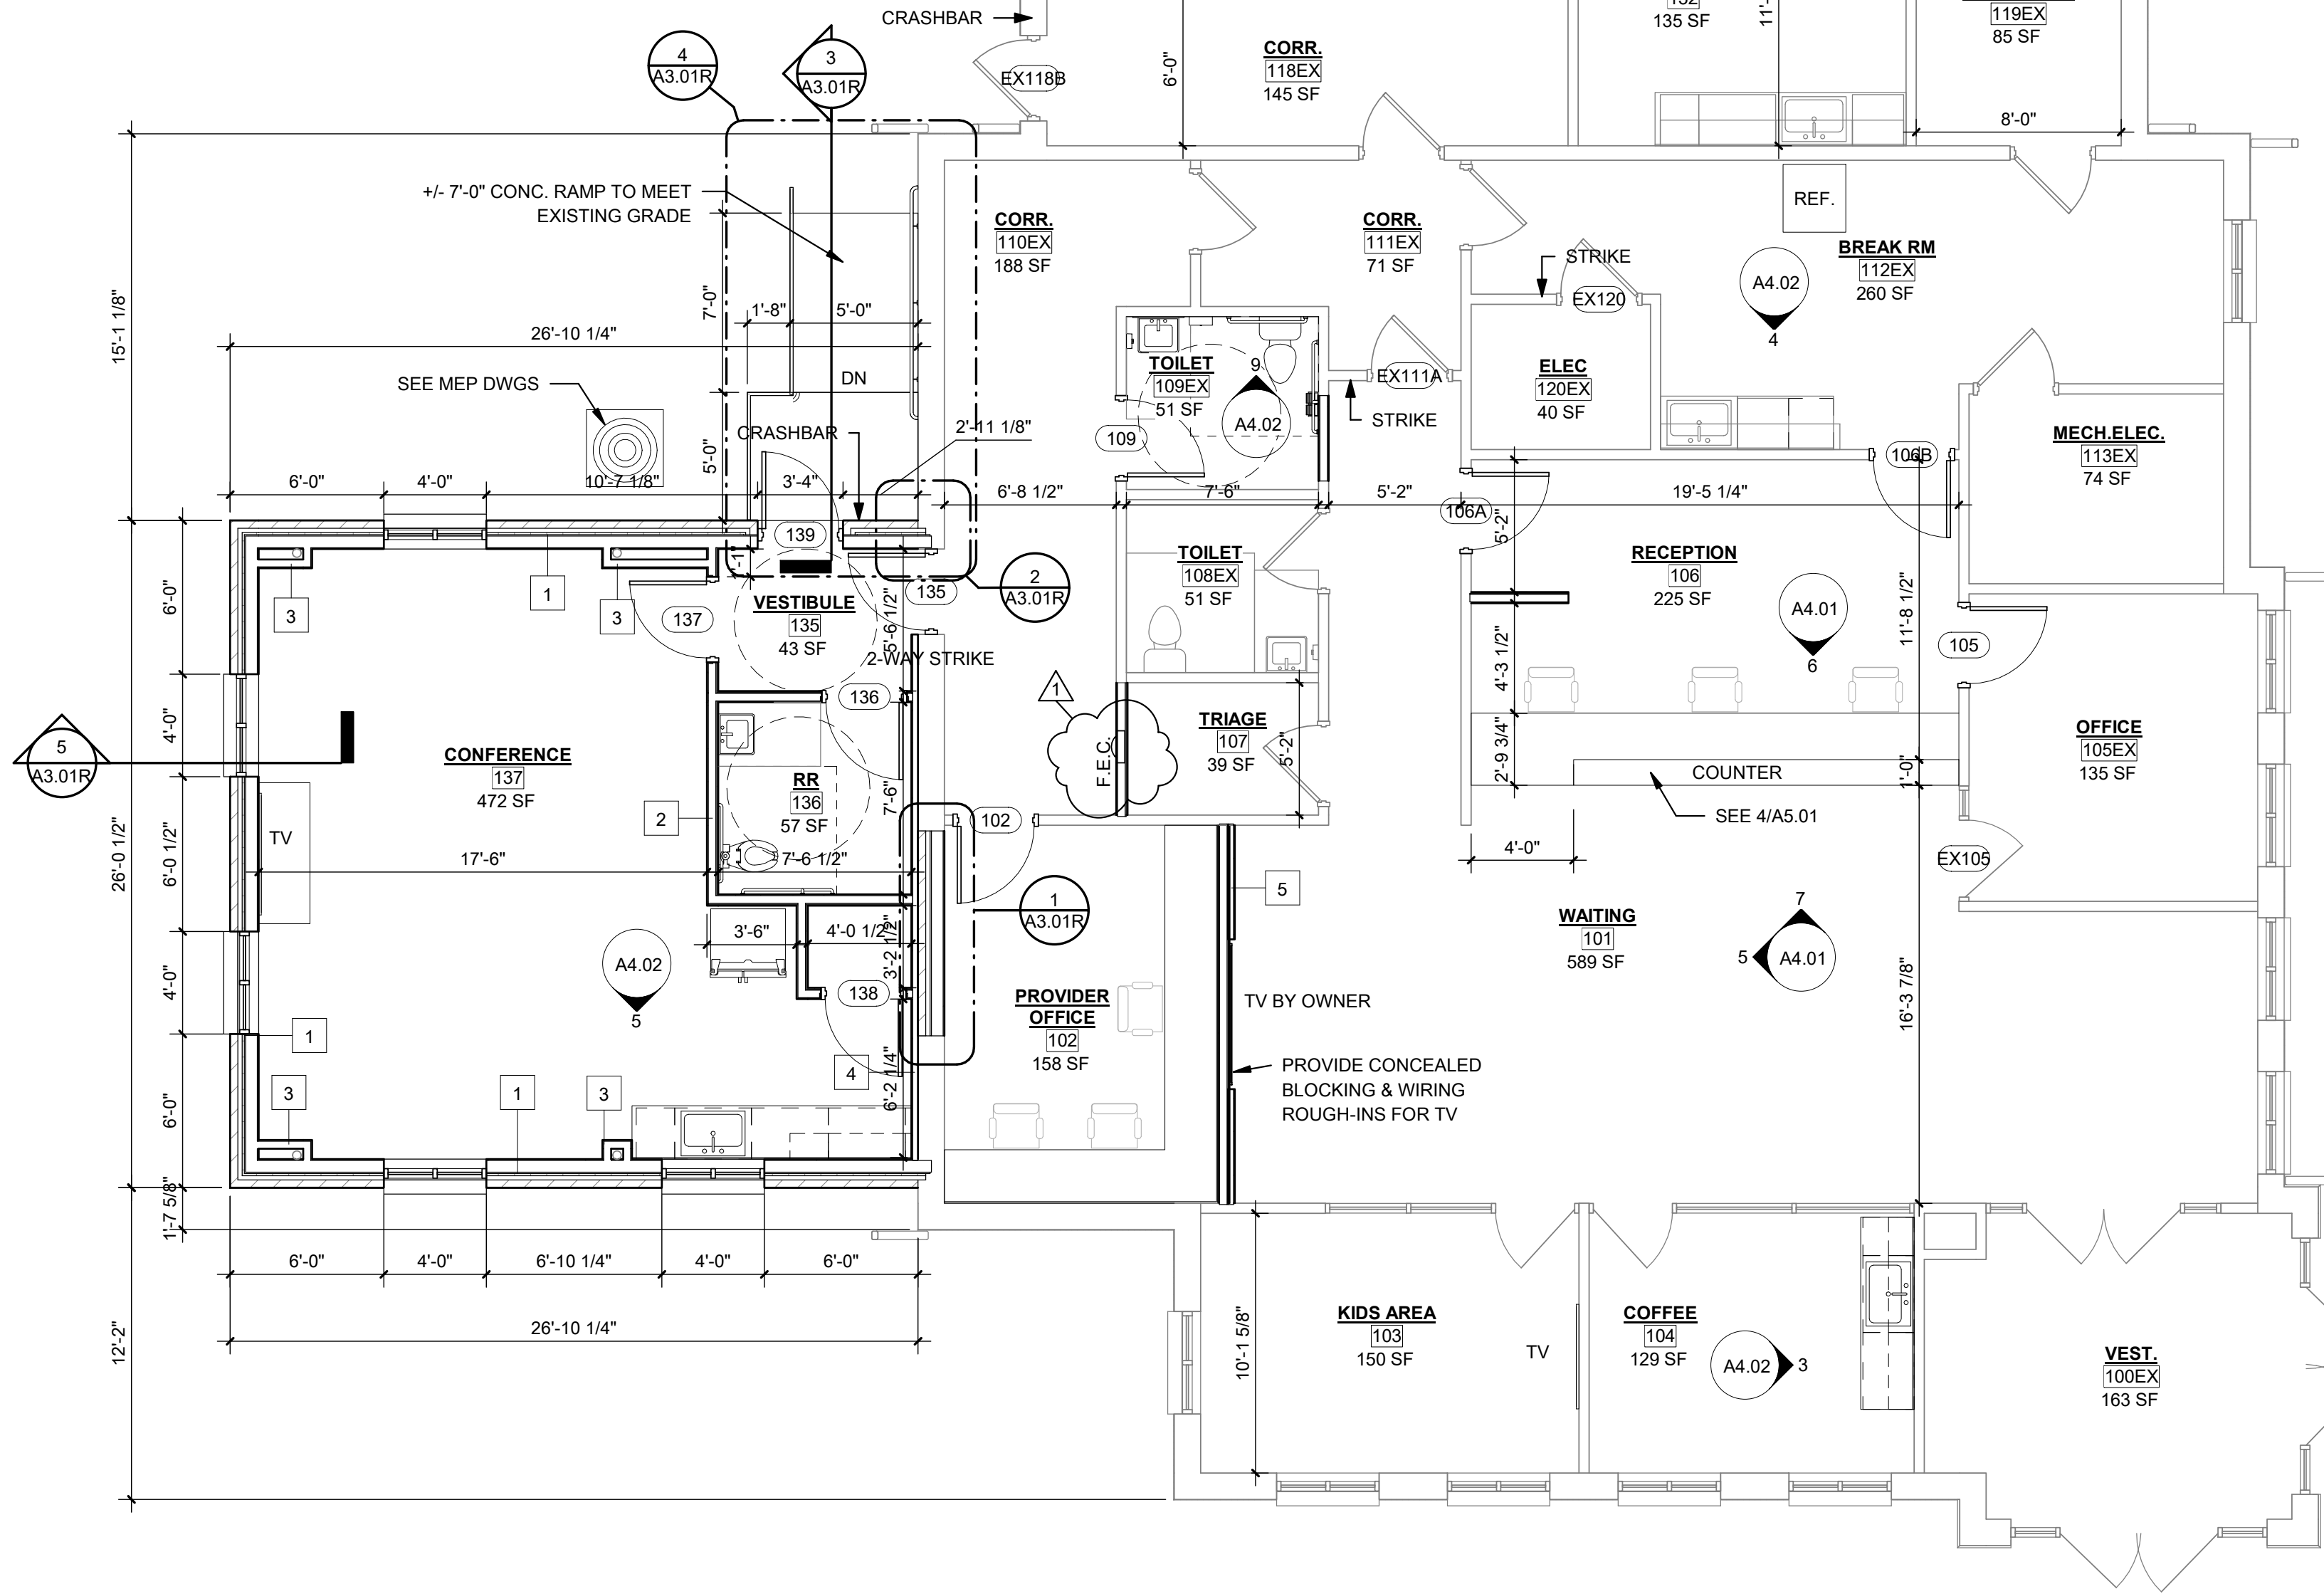 CRASHBAR
EX118B
4
A3.01R
3
A3.01R
CORR.
118EX
145 SF
6'-0"
135 SF
119EX
85 SF
8'-0"
+/- 7'-0" CONC. RAMP TO MEET
EXISTING GRADE
CORR.
110EX
188 SF
CORR.
111EX
71 SF
STRIKE
EX120
REF.
BREAK RM
112EX
260 SF
A4.02
4
15'-1 1/8"
26'-10 1/4"
7'-0"
1'-8"
5'-0"
DN
SEE MEP DWGS
CRASHBAR
2'-11 1/8"
5'-0"
TOILET
109EX
51 SF
9
A4.02
109
EX111A
STRIKE
ELEC
120EX
40 SF
MECH.ELEC.
113EX
74 SF
106B
6'-0"
4'-0"
10'-7 1/8"
3'-4"
6'-8 1/2"
7'-6"
5'-2"
106A
19'-5 1/4"
5'-2"
139
2
A3.01R
135
137
1
3
3
VESTIBULE
135
43 SF
5'-6 1/2"
2-WAY STRIKE
TOILET
108EX
51 SF
RECEPTION
106
225 SF
A4.01
6
11'-8 1/2"
105
6'-0"
4'-0"
6'-0 1/2"
4'-0"
6'-0"
1'-7 5/8"
26'-0 1/2"
12'-2"
5
A3.01R
CONFERENCE
137
472 SF
TV
2
136
RR
136
57 SF
7'-6"
17'-6"
7'-6 1/2"
1
F.E.C.
TRIAGE
107
39 SF
5'-2"
4'-3 1/2"
2'-9 3/4"
1'-0"
COUNTER
SEE 4/A5.01
4'-0"
OFFICE
105EX
135 SF
EX105
102
1
A3.01R
5
3'-6"
4'-0 1/2"
3'-2 1/2"
138
6'-2 1/4"
4
A4.02
5
PROVIDER
OFFICE
102
158 SF
WAITING
101
589 SF
7
5
A4.01
16'-3 7/8"
TV BY OWNER
PROVIDE CONCEALED
BLOCKING & WIRING
ROUGH-INS FOR TV
1
3
1
3
6'-0"
4'-0"
6'-10 1/4"
4'-0"
6'-0"
26'-10 1/4"
10'-1 5/8"
KIDS AREA
103
150 SF
TV
COFFEE
104
129 SF
A4.02
3
VEST.
100EX
163 SF